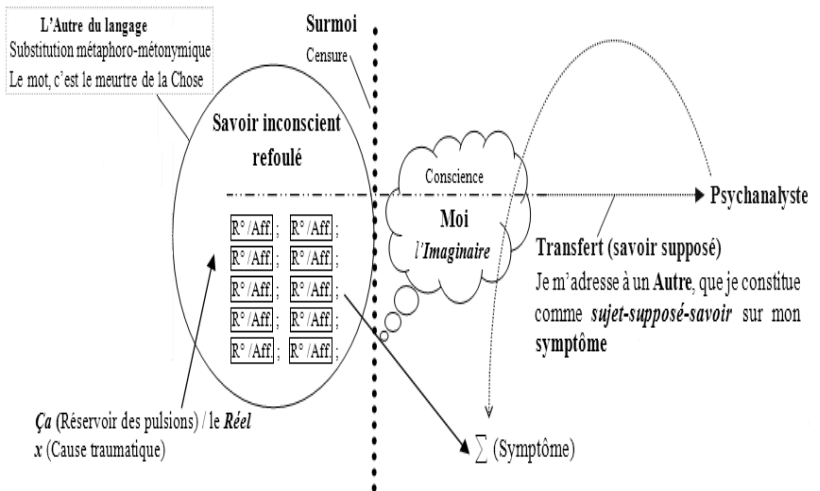 L'Autre du langage
Substitution métaphoro-métonymique
Le mot, c'est le meurtre de la Chose
Surmoi
Censure
Savoir inconscient
refoulé
R° /Aff. ; R° /Aff. ;
R° /Aff. ; R° /Aff. ;
R° /Aff. ; R° /Aff. ;
R° /Aff. ; R° /Aff. ;
R° /Aff. ; R° /Aff. ;
Conscience
Moi
l'Imaginaire
Psychanalyste
Transfert (savoir supposé)
Je m'adresse à un Autre, que je constitue
comme sujet-supposé-savoir sur mon
symptôme
Ça (Réservoir des pulsions) / le Réel
x (Cause traumatique)
∑ (Symptôme)